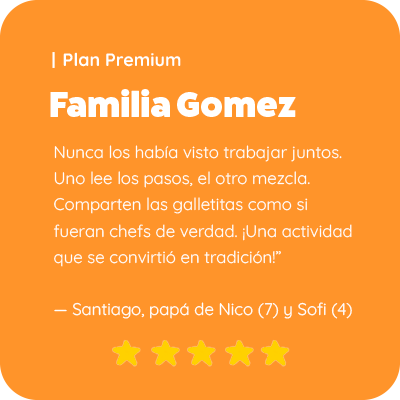 | Plan Premium
Familia Gomez
Nunca los había visto trabajar juntos.
Uno lee los pasos, el otro mezcla.
Comparten las galletitas como si
fueran chefs de verdad. ¡Una actividad
que se convirtió en tradición!”
— Santiago, papá de Nico (7) y Sofi (4)